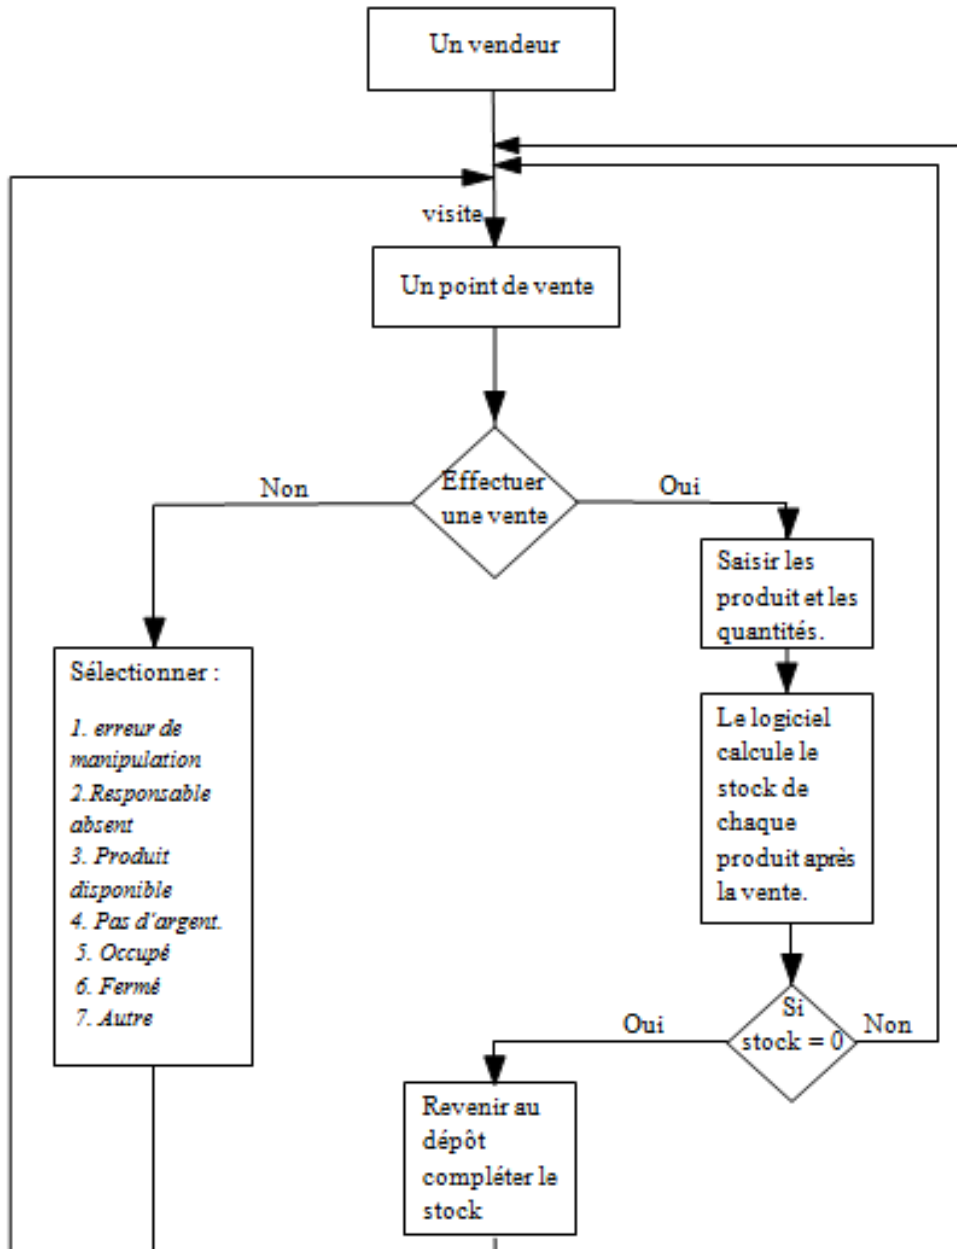 Un vendeur
visite
Un point de vente
Effectuer
une vente
Non
Oui
Saisir les
produit et les
quantités.
Sélectionner :
1. erreur de
manipulation
2.Responsable
absent
3. Produit
disponible
4. Pas d'argent.
5. Occupé
6. Fermé
7. Autre
Le logiciel
calcule le
stock de
chaque
produit après
la vente.
Si
stock = 0
Oui
Non
Revenir au
dépôt
compléter le
stock